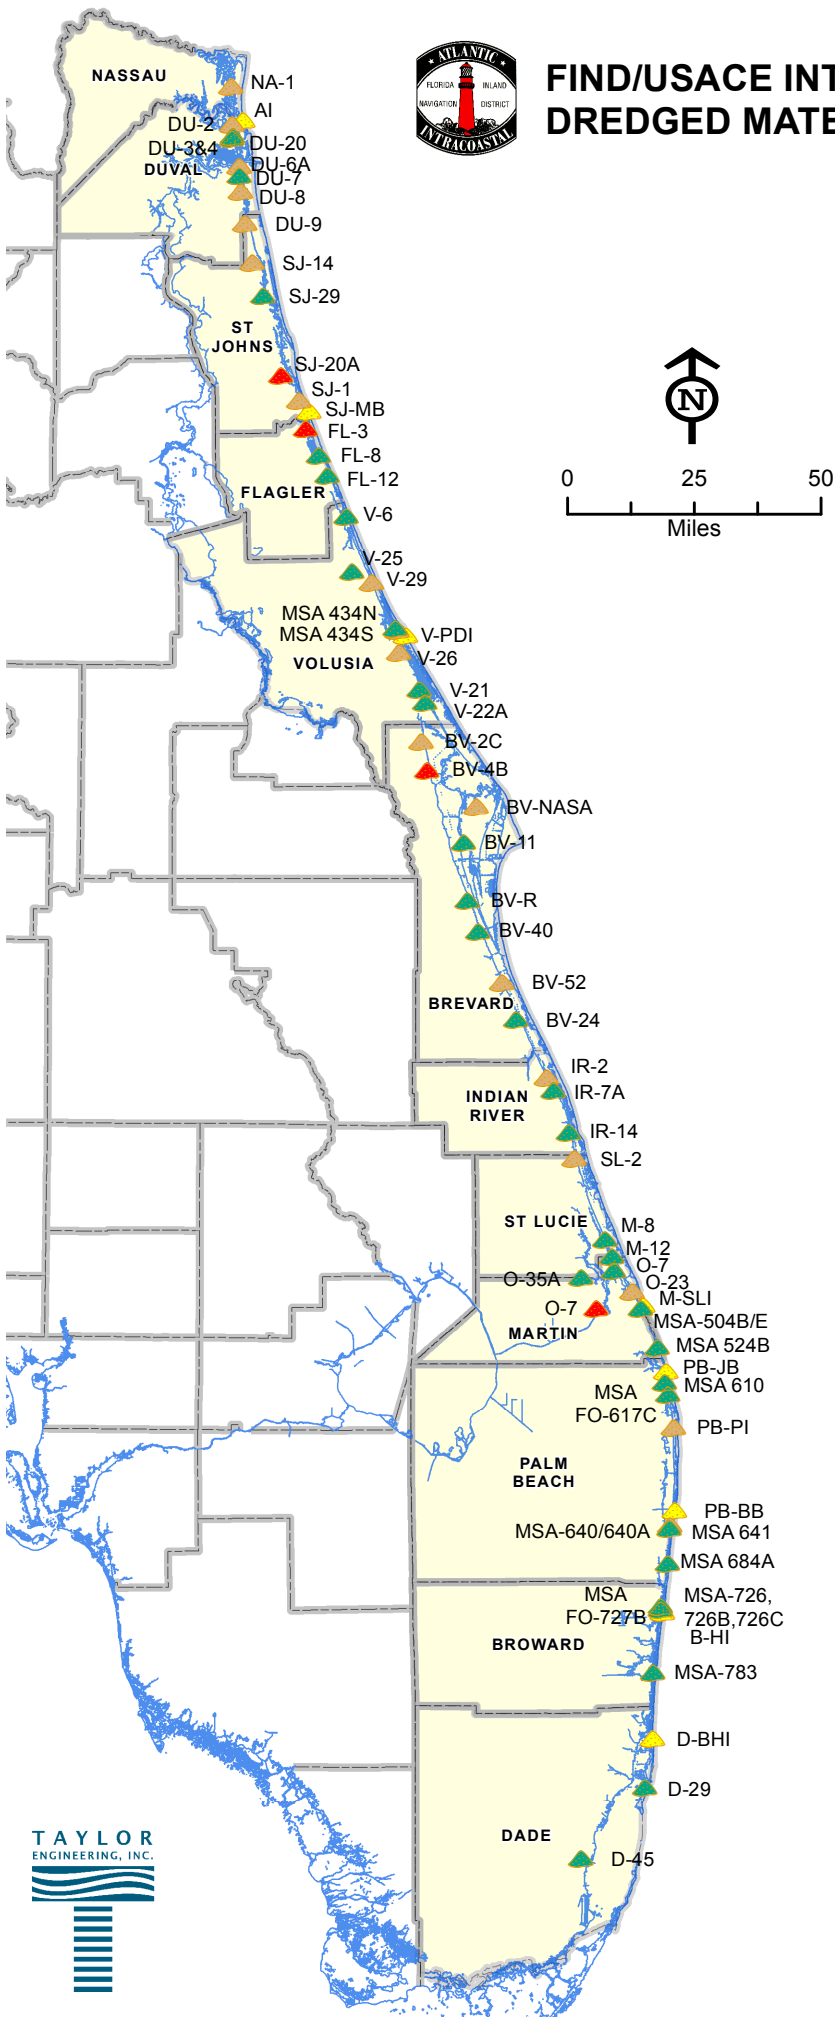 ATLANTIC
FLORIDA INLAND
NAVIGATION DISTRICT
INTRACOASTAL
FIND/USACE INT
DREDGED MATE
NASSAU
NA-1
AI
DU-2
DU-20
DU-3&4
DU-6A
DUVAL
DU-7
DU-8
DU-9
SJ-14
SJ-29
ST
JOHNS
N
SJ-20A
SJ-1
SJ-MB
FL-3
FL-8
FL-12
FLAGLER
0 25 50
Miles
V-6
V-25
V-29
MSA 434N
MSA 434S
V-PDI
VOLUSIA
V-26
V-21
V-22A
BV-2C
BV-4B
BV-NASA
BV-11
BV-R
BV-40
BV-52
BREVARD
BV-24
IR-2
IR-7A
INDIAN
RIVER
IR-14
SL-2
ST LUCIE
M-8
M-12
O-7
O-35A
O-23
M-SLI
O-7
MSA-504B/E
MARTIN
MSA 524B
PB-JB
MSA 610
MSA
FO-617C
PB-PI
PALM
BEACH
PB-BB
MSA-640/640A
MSA 641
MSA 684A
MSA
FO-727B
MSA-726,
726B,726C
B-HI
BROWARD
MSA-783
D-BHI
D-29
DADE
D-45
TAYLOR
ENGINEERING, INC.